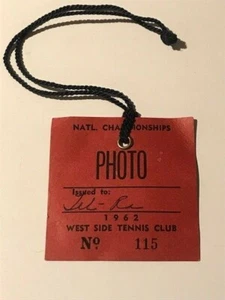 NATL. CHAMPIONSHIPS
PHOTO
Issued to:
1962
WEST SIDE TENNIS CLUB
Nº 115